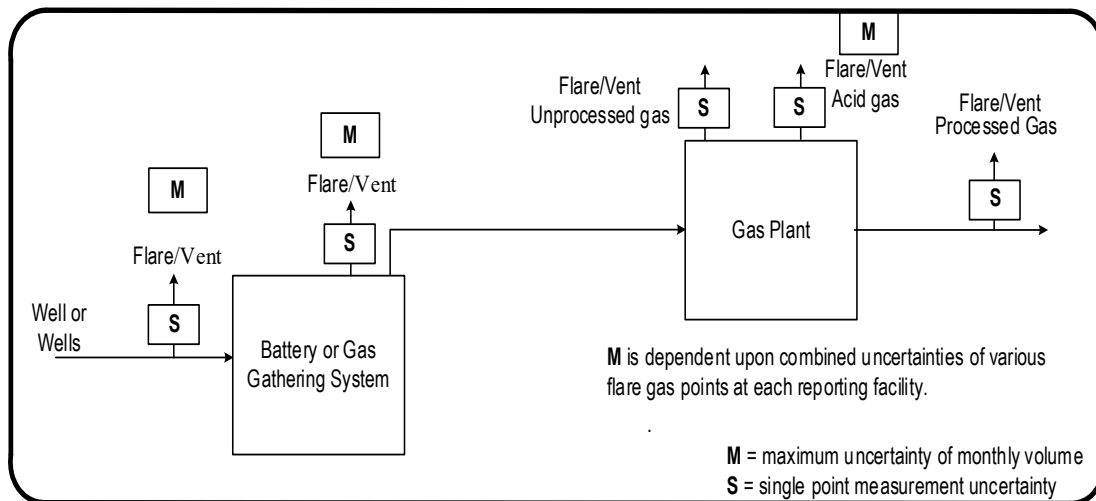 M
Flare/Vent
Unprocessed gas
S
S
Flare/Vent
Acid gas
Flare/Vent
Processed Gas
S
M
Flare/Vent
S
M
Flare/Vent
S
Well or
Wells
Battery or Gas
Gathering System
Gas Plant
M is dependent upon combined uncertainties of various
flare gas points at each reporting facility.
.
M = maximum uncertainty of monthly volume
S = single point measurement uncertainty